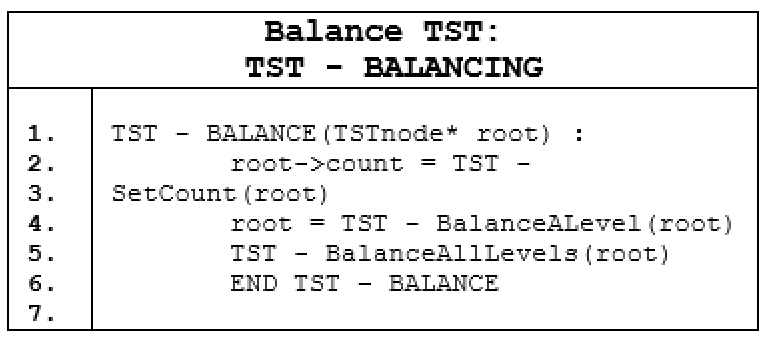 Balance TST:
TST - BALANCING
1. TST - BALANCE(TSTnode* root) :
2. root->count = TST -
3. SetCount(root)
4. root = TST - BalanceALevel(root)
5. TST - BalanceAllLevels(root)
6. END TST - BALANCE
7.